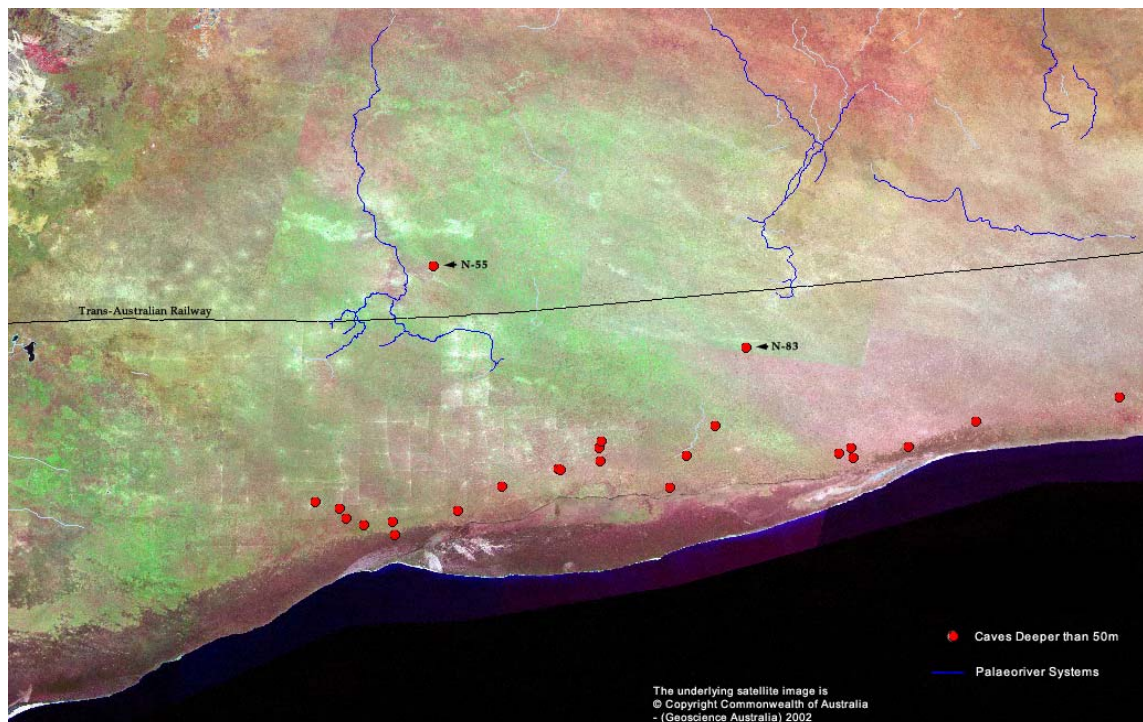 N-55
Trans-Australian Railway
N-83
Caves Deeper than 50m
Palaeoriver Systems
The underlying satellite image is
© Copyright Commonwealth of Australia
- (Geoscience Australia) 2002